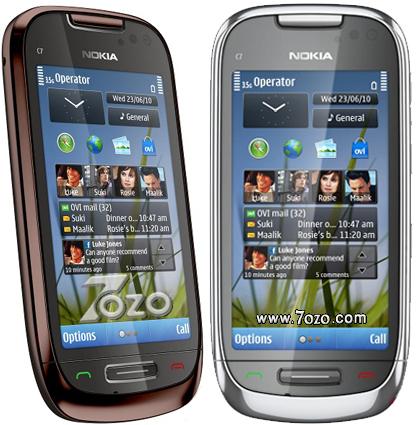 NOKIA
C7
35c Operator
Wed 23/06/10
General
ovi
Luke
Suki
Rosie
Maalik
OVI mail (32)
Suki Dinner o... 10:47 am
Maalik Rosie's b... 11:20 am
f Luke Jones
Can anyone recommend
a good film?
10 minutes ago 5 comments
7ozo
Options Call
NOKIA
C7
35c Operator
Wed 23/06/10
General
ovi
Luke
Suki
Rosie
Maalik
OVI mail (32)
Suki Dinner o... 10:47 am
Maalik Rosie's b... 11:20 am
f Luke Jones
Can anyone recommend
a good film?
10 minutes ago 5 comments
www.7ozo.com
Options Call